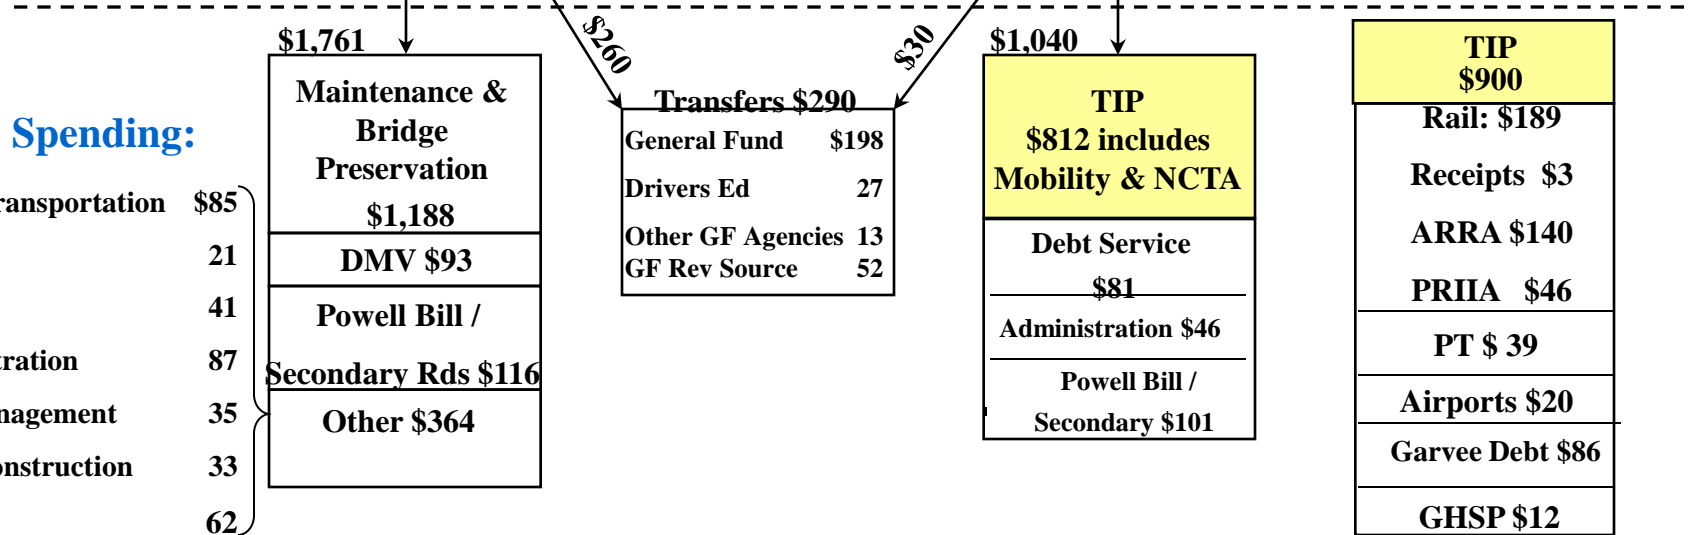 Spending:
$85
21
41
87
35
33
62
$1,761
Maintenance &
Bridge
Preservation
$1,188
DMV $93
Powell Bill /
Secondary Rds $116
Other $364
$260
$30
Transfers $290
General Fund $198
Drivers Ed 27
Other GF Agencies 13
GF Rev Source 52
$1,040
TIP
$812 includes
Mobility & NCTA
Debt Service
$81
Administration $46
Powell Bill /
Secondary $101
TIP
$900
Rail: $189
Receipts $3
ARRA $140
PRIIA $46
PT $ 39
Airports $20
Garvee Debt $86
GHSP $12